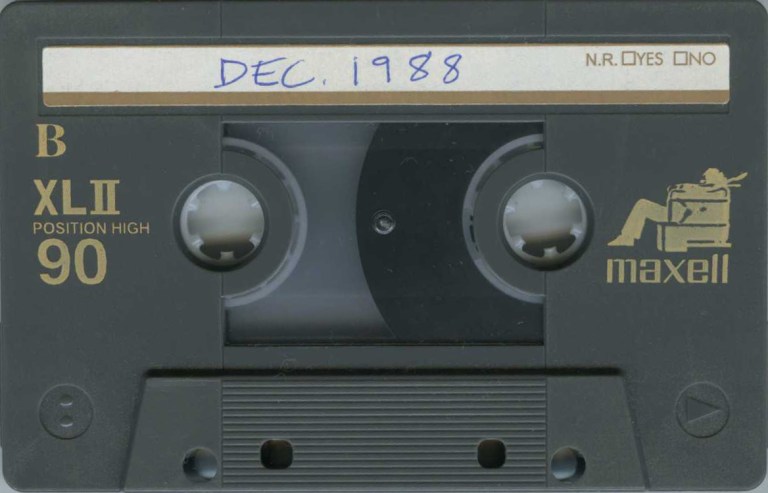 DEC. 1988
N.R. ☐YES ☐NO
B
XLII
POSITION HIGH
90
maxell